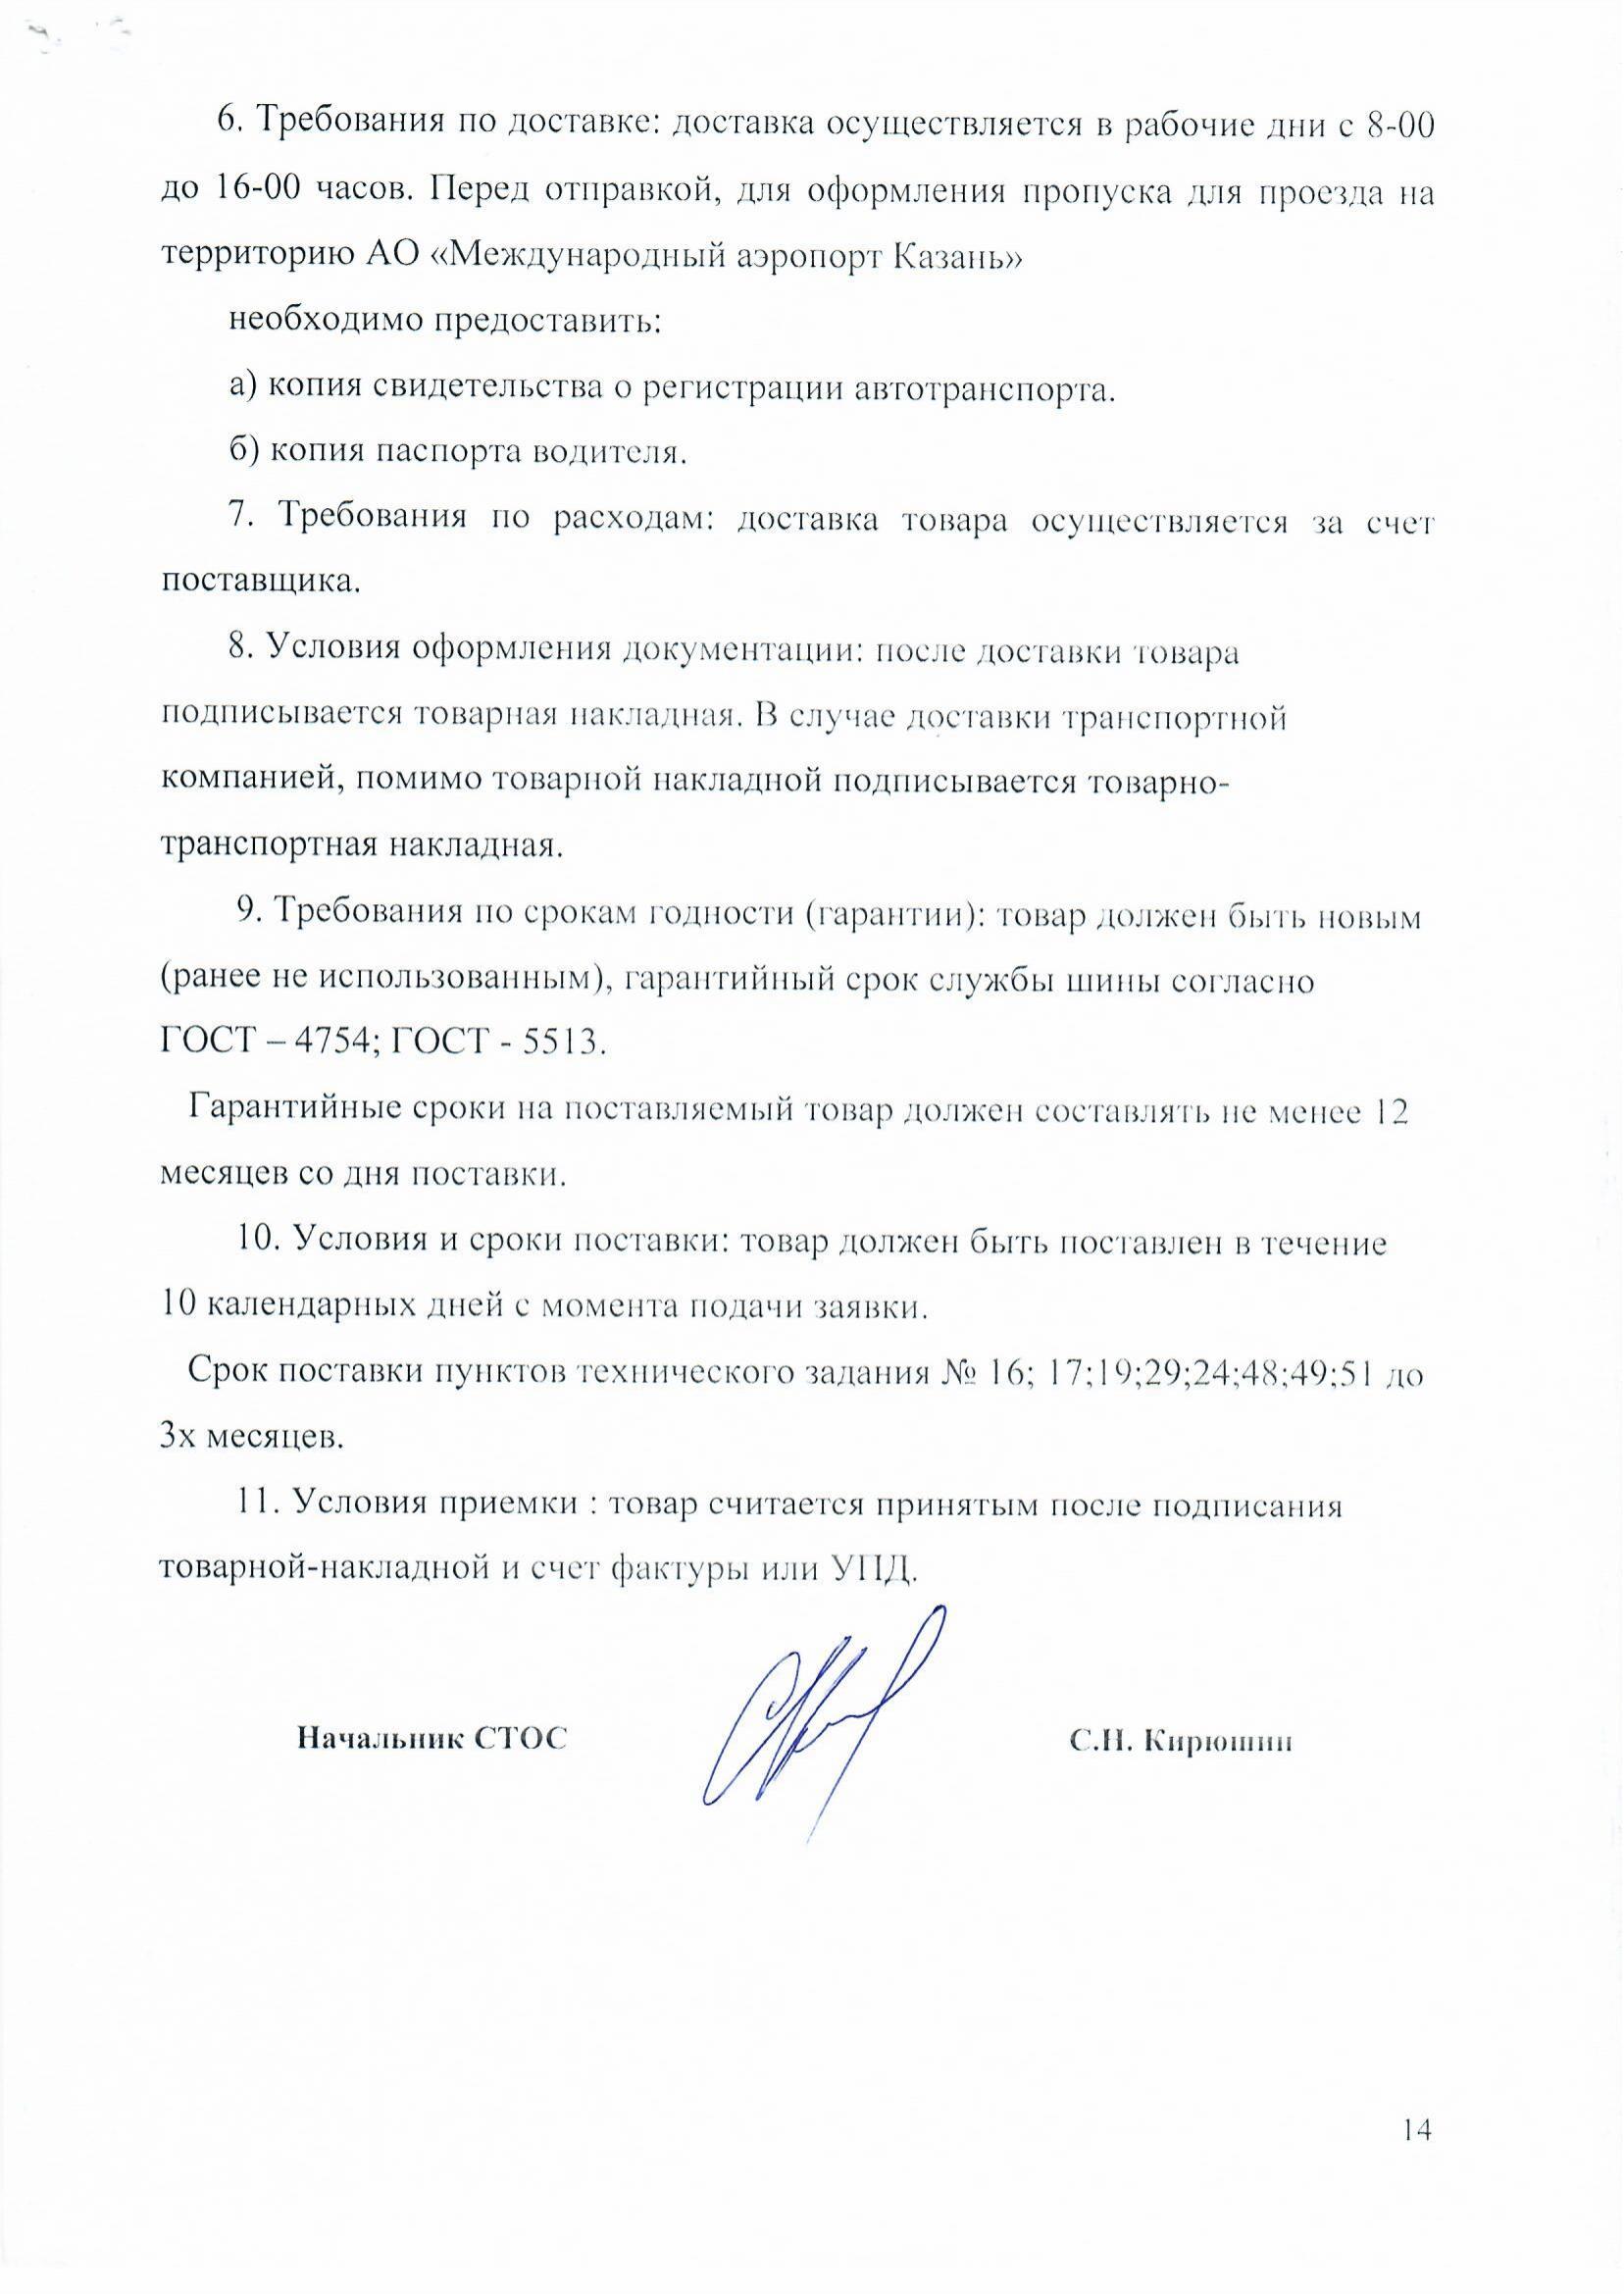 6. Требования по доставке: доставка осуществляется в рабочие дни с 8-00
до 16-00 часов. Перед отправкой, для оформления пропуска для проезда на
территорию АО «Международный аэропорт Казань»
необходимо предоставить:
а) копия свидетельства о регистрации автотранспорта.
б) копия паспорта водителя.
7. Требования по расходам: доставка товара осуществляется за счет
поставщика.
8. Условия оформления документации: после доставки товара
подписывается товарная накладная. В случае доставки транспортной
компанией, помимо товарной накладной подписывается товарно-
транспортная накладная.
9. Требования по срокам годности (гарантии): товар должен быть новым
(ранее не использованным), гарантийный срок службы шины согласно
ГОСТ – 4754; ГОСТ - 5513.
Гарантийные сроки на поставляемый товар должен составлять не менее 12
месяцев со дня поставки.
10. Условия и сроки поставки: товар должен быть поставлен в течение
10 календарных дней с момента подачи заявки.
Срок поставки пунктов технического задания № 16; 17;19;29;24;48;49;51 до
3х месяцев.
11. Условия приемки : товар считается принятым после подписания
товарной-накладной и счет фактуры или УПД.
Начальник СТОС С.Н. Кирюшин
14